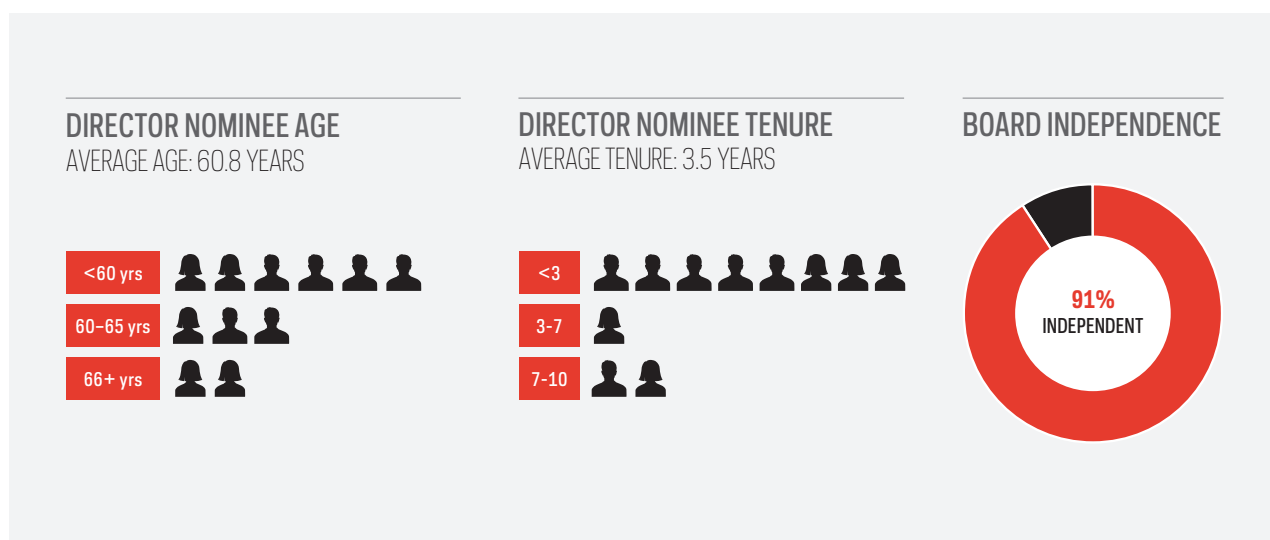 DIRECTOR NOMINEE AGE
AVERAGE AGE: 60.8 YEARS
<60 yrs
60–65 yrs
66+ yrs
DIRECTOR NOMINEE TENURE
AVERAGE TENURE: 3.5 YEARS
<3
3-7
7-10
BOARD INDEPENDENCE
91%
INDEPENDENT